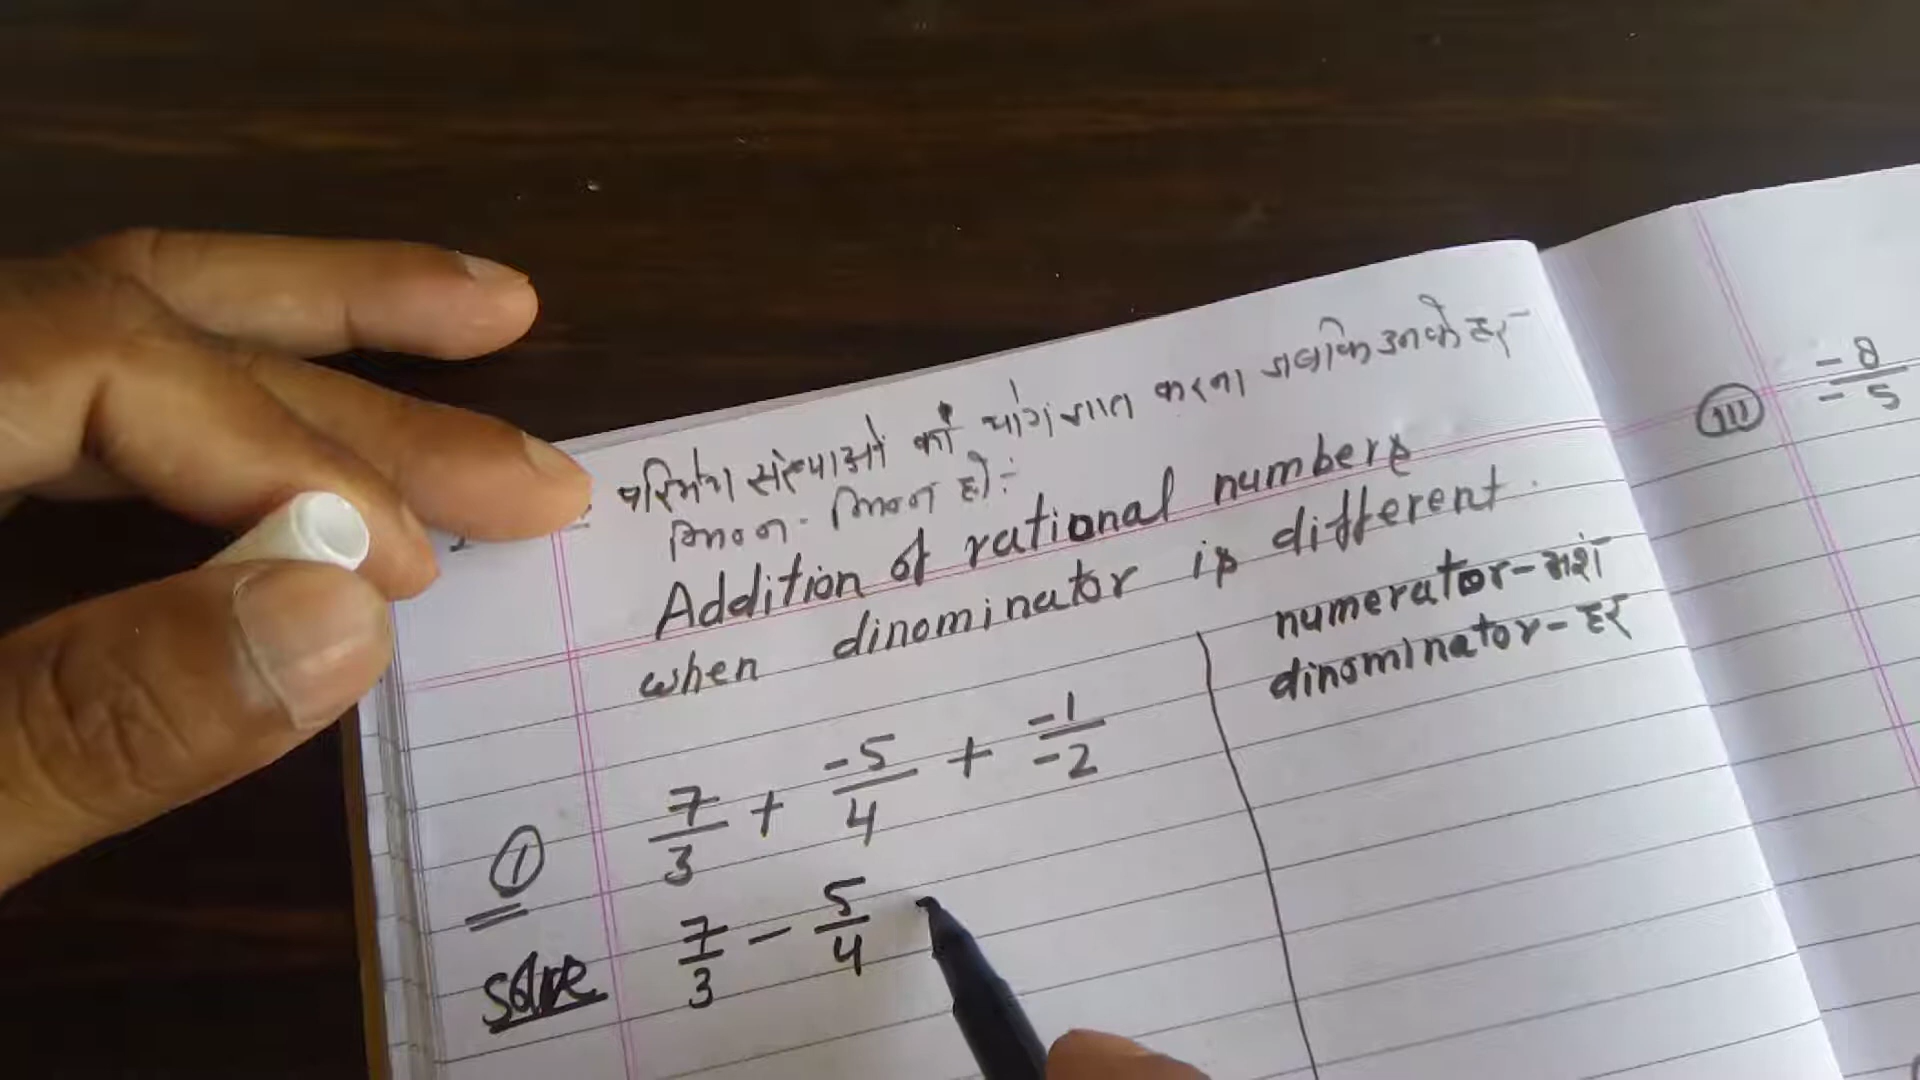 परिमेय संख्याओ का योग ज्ञात करना जबकि उनके हर
भिन्न - भिन्न हो :-
Addition of rational numbers
when dinominator is different.
numerator - अंश
dinominator - हर
① 7/3 + -5/4 + -1/-2
solve 7/3 - 5/4
(III) -8/-5